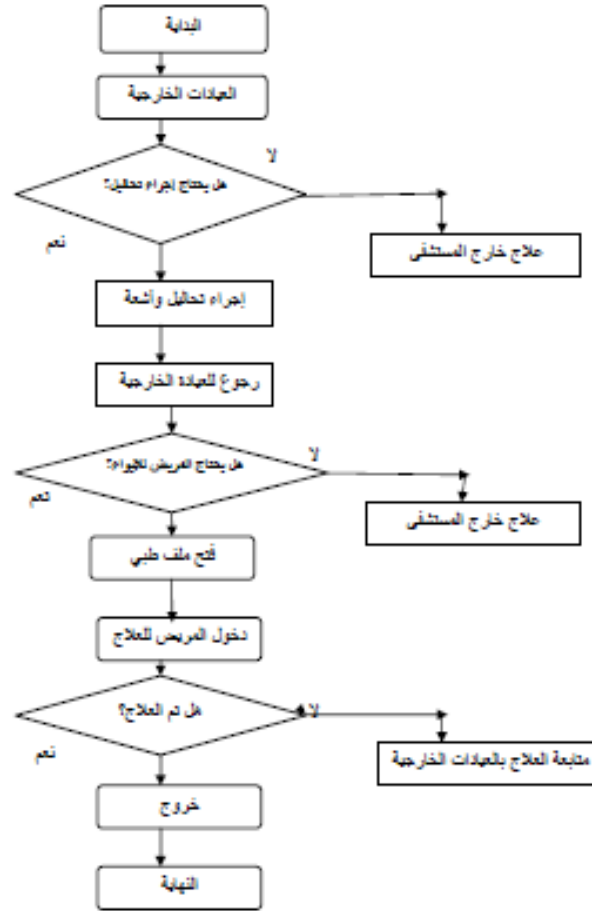 البداية
العيادات الخارجية
لا
هل يحتاج إجراء تحاليل؟
نعم
علاج خارج المستشفى
إجراء تحاليل وأشعة
رجوع للعيادة الخارجية
لا
هل يحتاج المريض للإيواء؟
نعم
علاج خارج المستشفى
فتح ملف طبي
دخول المريض للعلاج
هل تم العلاج؟
لا
نعم
متابعة العلاج بالعيادات الخارجية
خروج
النهاية